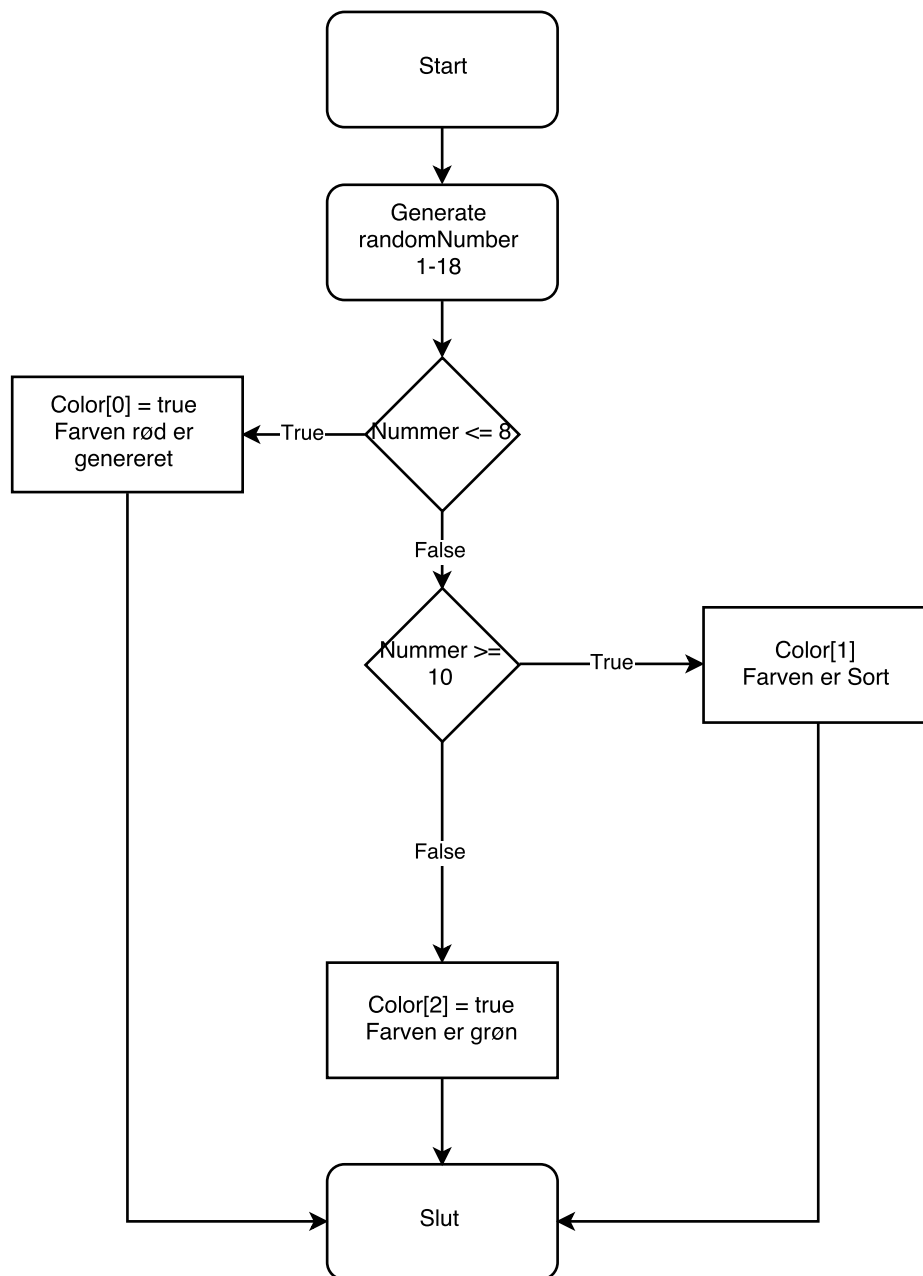 Start
Generate
randomNumber
1-18
Nummer <= 8
True
Color[0] = true
Farven rød er
genereret
False
Nummer >=
10
True
Color[1]
Farven er Sort
False
Color[2] = true
Farven er grøn
Slut